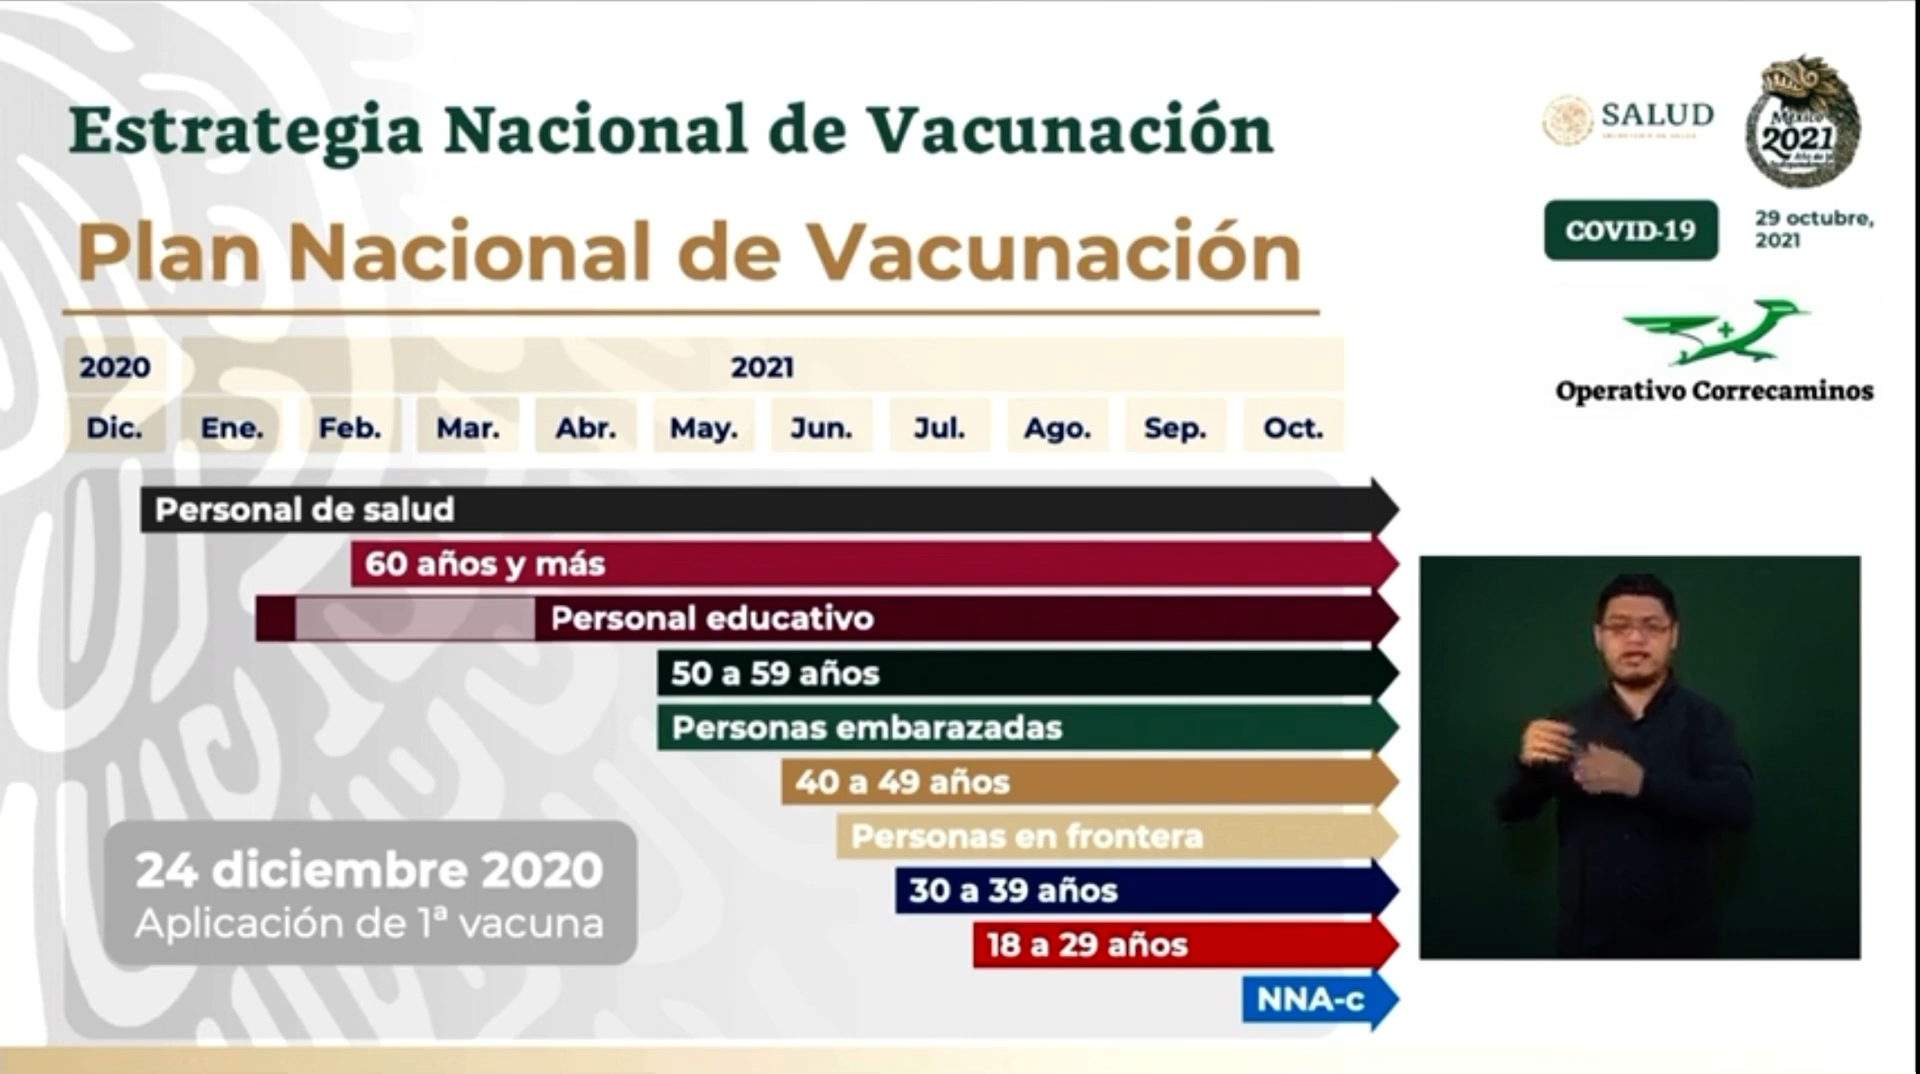 Estrategia Nacional de Vacunación
SALUD
México
2021
Plan Nacional de Vacunación
COVID-19
29 octubre,
2021
Operativo Correcaminos
2020
2021
Dic.
Ene.
Feb.
Mar.
Abr.
May.
Jun.
Jul.
Ago.
Sep.
Oct.
Personal de salud
60 años y más
Personal educativo
50 a 59 años
Personas embarazadas
40 a 49 años
Personas en frontera
30 a 39 años
18 a 29 años
NNA-c
24 diciembre 2020
Aplicación de 1ª vacuna